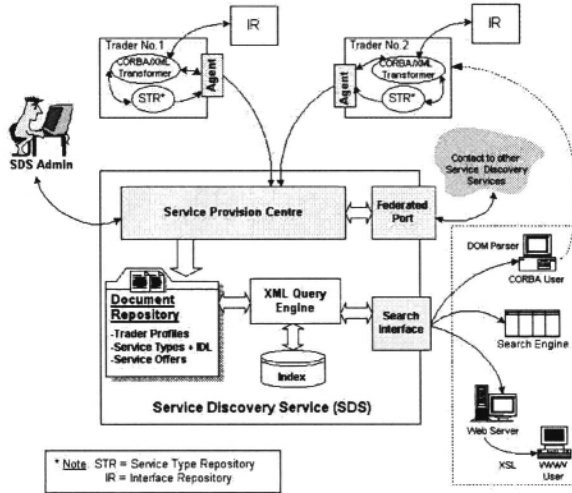 IR
Trader No.1
CORBA/XML
Transformer
STR*
Agent
Trader No.2
IR
CORBA/XML
Transformer
STR*
Agent
SDS Admin
Contact to other
Service Discovery
Services
Service Provision Centre
Federated
Port
DOM Parser
CORBA User
Document
Repository
-Trader Profiles
-Service Types + IDL
-Service Offers
XML Query
Engine
Index
Search
Interface
Search Engine
Web Server
XSL
WWW
User
Service Discovery Service (SDS)
* Note: STR = Service Type Repository
IR = Interface Repository